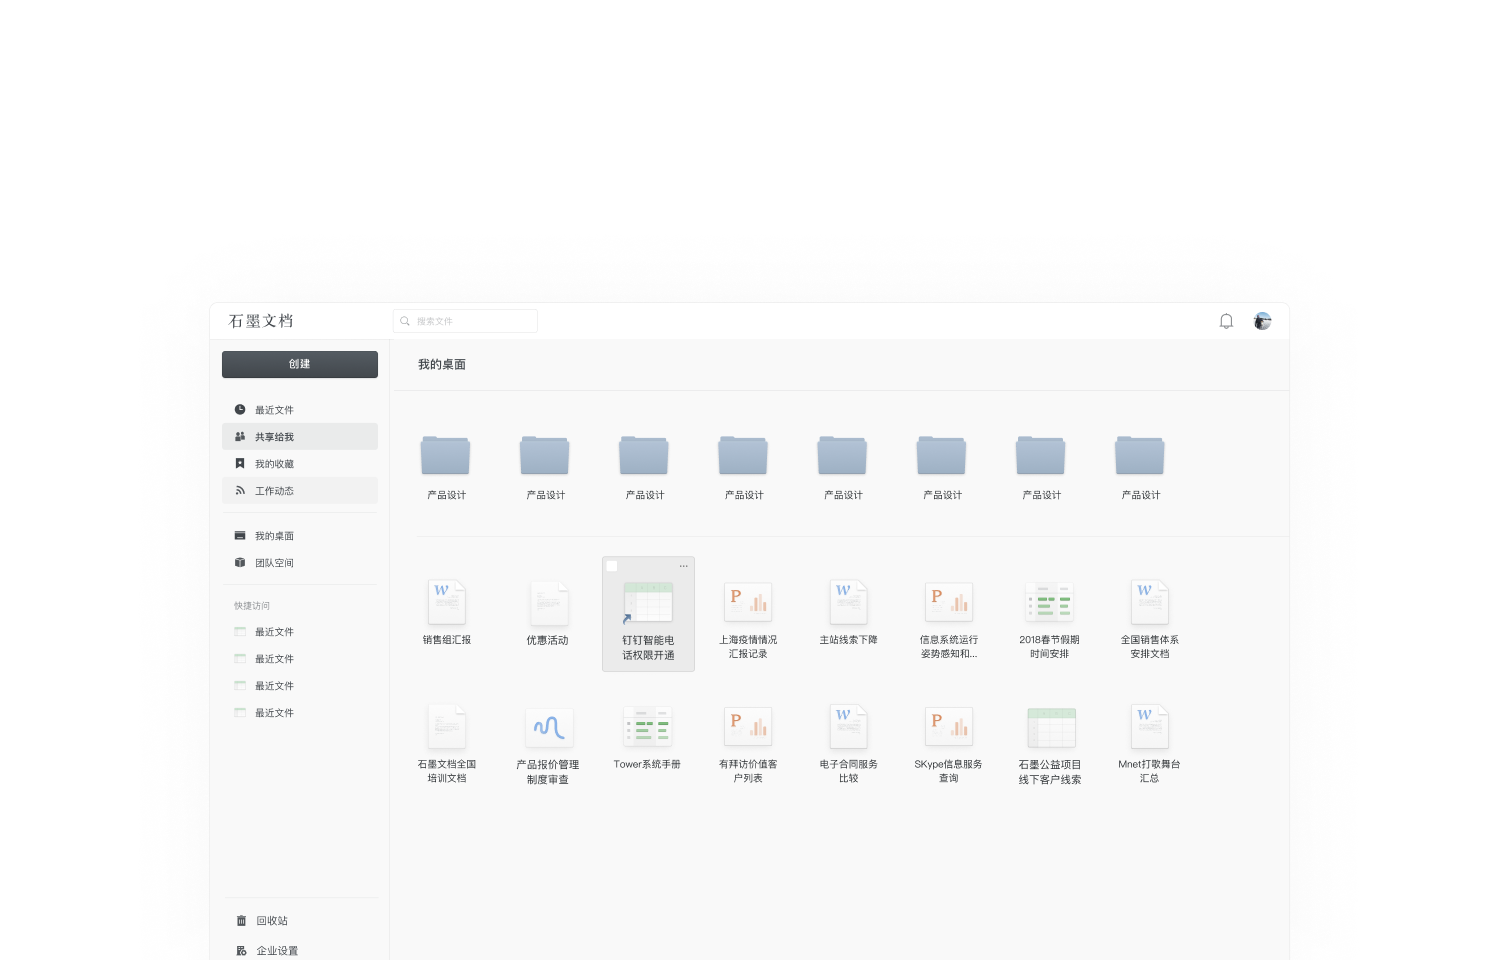 石墨文档
搜索文件
创建
我的桌面
最近文件
共享给我
我的收藏
工作动态
我的桌面
团队空间
快捷访问
最近文件
最近文件
最近文件
最近文件
回收站
企业设置
产品设计
产品设计
产品设计
产品设计
产品设计
产品设计
产品设计
产品设计
W
销售组汇报
优惠活动
...
钉钉智能电
话权限开通
P
上海疫情情况
汇报记录
W
主站线索下降
P
信息系统运行
姿势感知和...
2018春节假期
时间安排
W
全国销售体系
安排文档
石墨文档全国
培训文档
产品报价管理
制度审查
Tower系统手册
P
有拜访价值客
户列表
W
电子合同服务
比较
P
SKype信息服务
查询
石墨公益项目
线下客户线索
W
Mnet打歌舞台
汇总